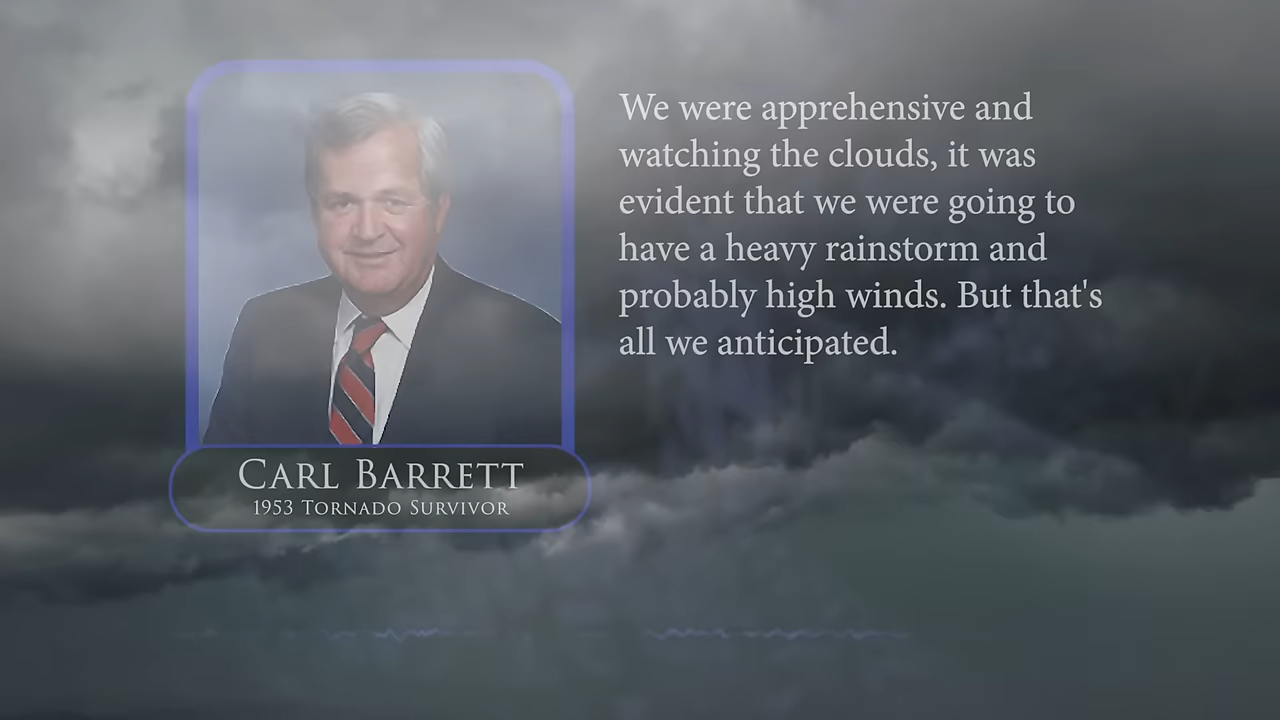 We were apprehensive and
watching the clouds, it was
evident that we were going to
have a heavy rainstorm and
probably high winds. But that's
all we anticipated.
Carl Barrett
1953 Tornado Survivor